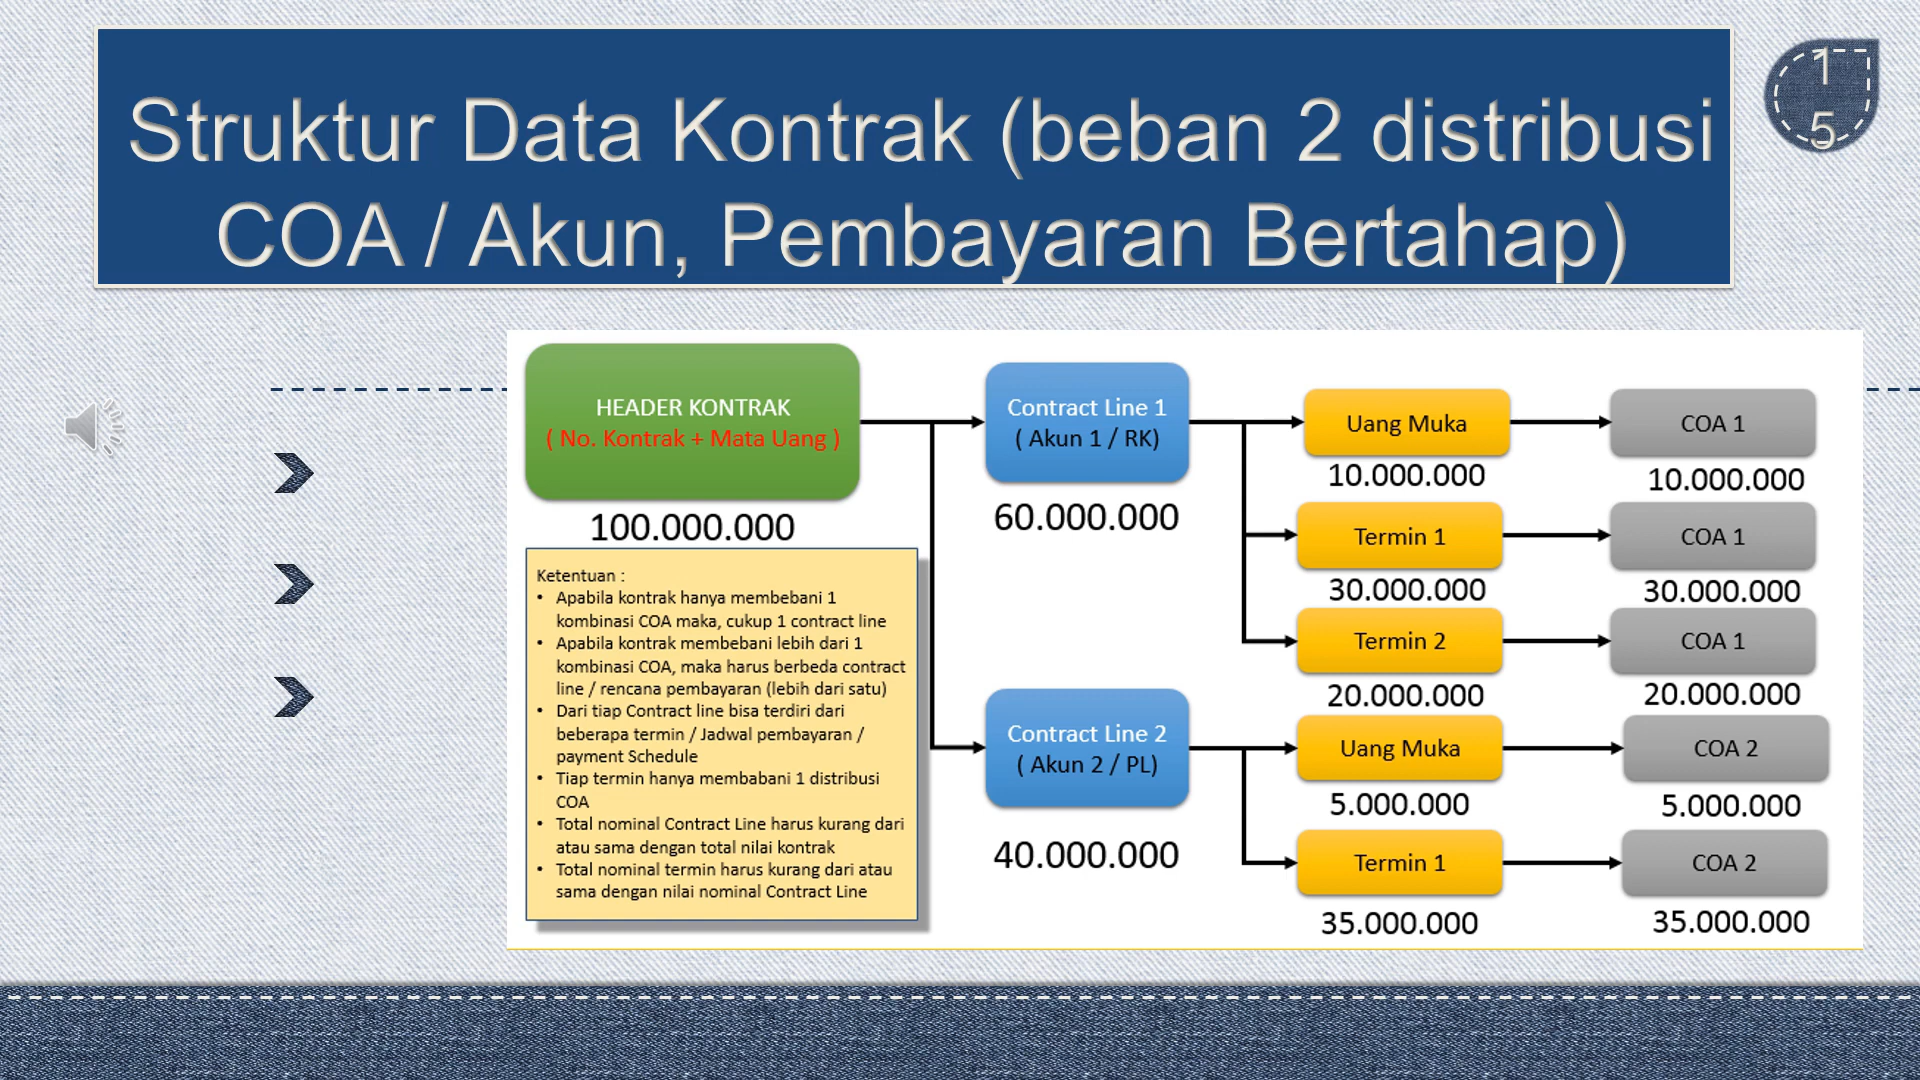 Struktur Data Kontrak (beban 2 distribusi
COA / Akun, Pembayaran Bertahap)
1
5
HEADER KONTRAK
( No. Kontrak + Mata Uang )
100.000.000
Ketentuan :
• Apabila kontrak hanya membebani 1
kombinasi COA maka, cukup 1 contract line
• Apabila kontrak membebani lebih dari 1
kombinasi COA, maka harus berbeda contract
line / rencana pembayaran (lebih dari satu)
• Dari tiap Contract line bisa terdiri dari
beberapa termin / Jadwal pembayaran /
payment Schedule
• Tiap termin hanya membabani 1 distribusi
COA
• Total nominal Contract Line harus kurang dari
atau sama dengan total nilai kontrak
• Total nominal termin harus kurang dari atau
sama dengan nilai nominal Contract Line
Contract Line 1
( Akun 1 / RK)
60.000.000
Uang Muka
10.000.000
COA 1
10.000.000
Termin 1
30.000.000
COA 1
30.000.000
Termin 2
20.000.000
COA 1
20.000.000
Contract Line 2
( Akun 2 / PL)
40.000.000
Uang Muka
5.000.000
COA 2
5.000.000
Termin 1
35.000.000
COA 2
35.000.000